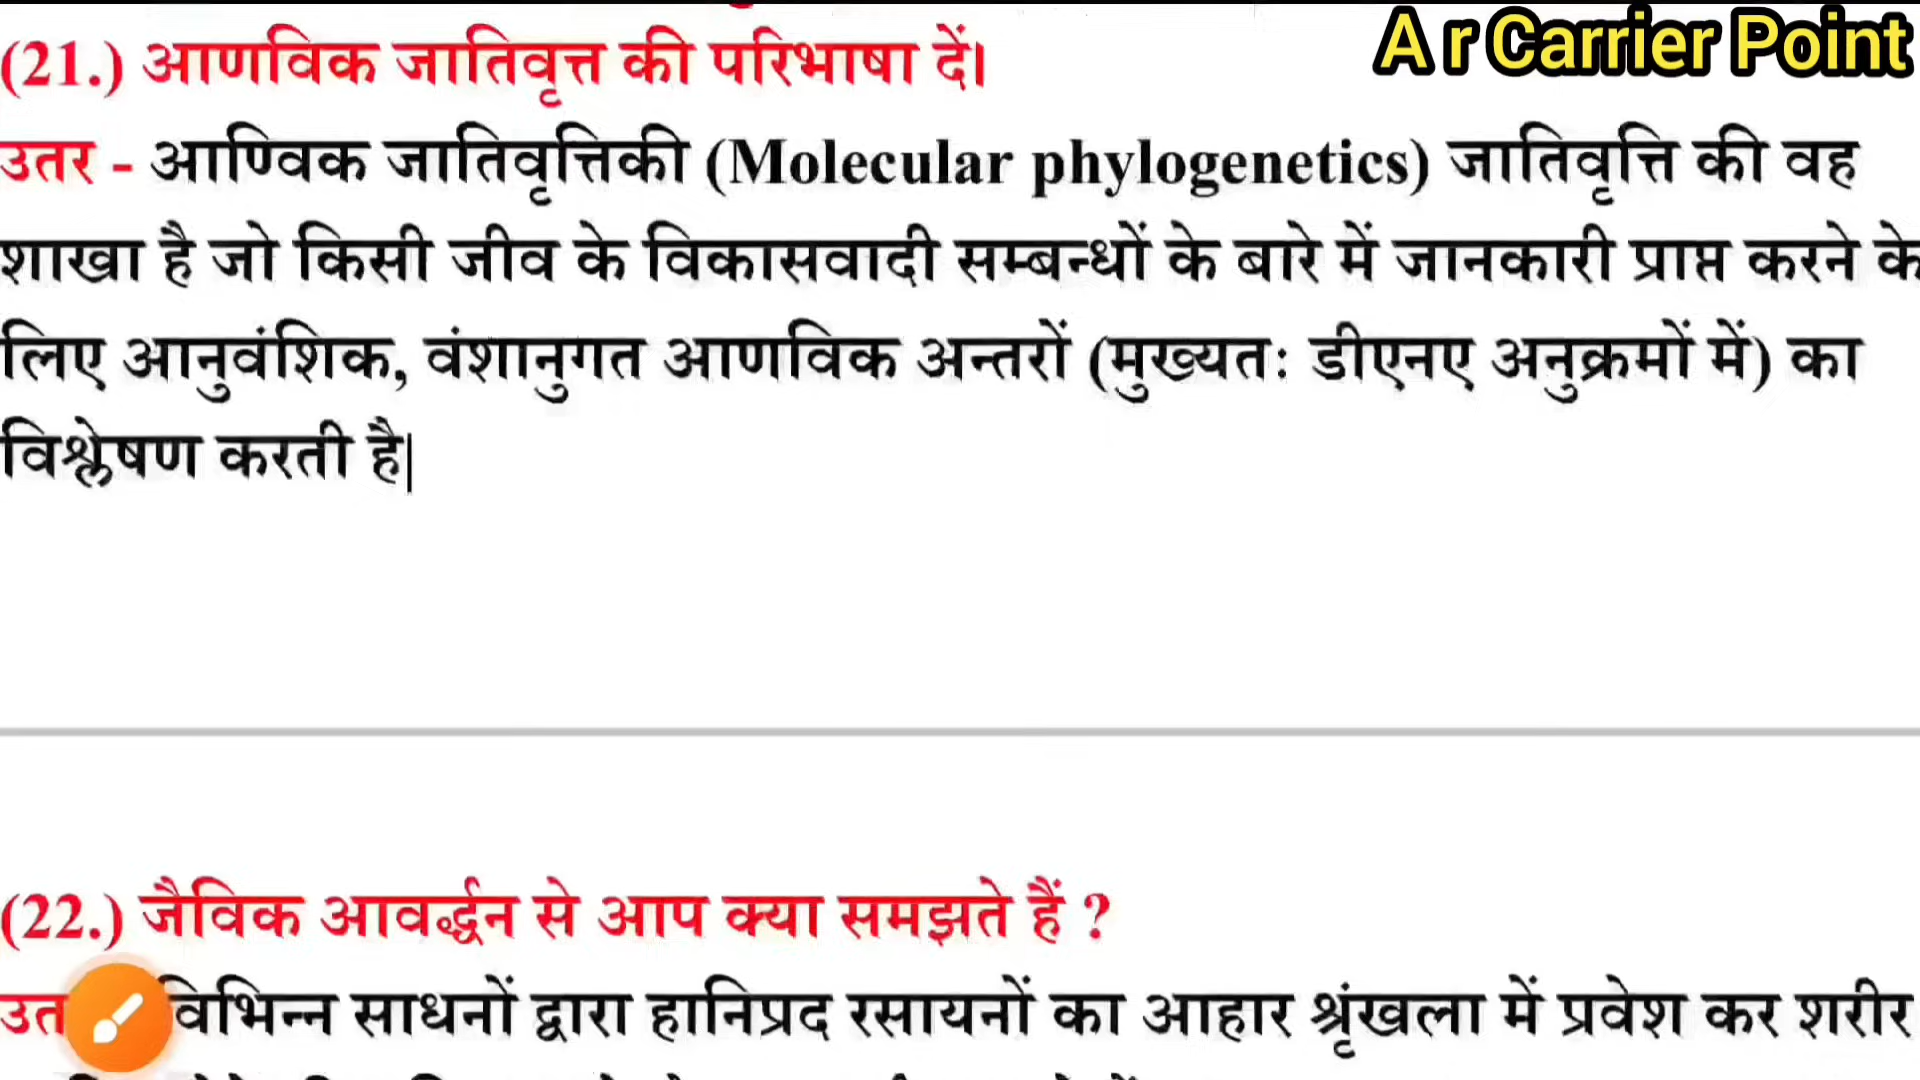 A r Carrier Point
(21.) आणविक जातिवृत्त की परिभाषा दें।
उतर - आण्विक जातिवृत्तिकी (Molecular phylogenetics) जातिवृत्ति की वह
शाखा है जो किसी जीव के विकासवादी सम्बन्धों के बारे में जानकारी प्राप्त करने के
लिए आनुवंशिक, वंशानुगत आणविक अन्तरों (मुख्यतः डीएनए अनुक्रमों में) का
विश्लेषण करती है|
(22.) जैविक आवर्द्धन से आप क्या समझते हैं ?
विभिन्न साधनों द्वारा हानिप्रद रसायनों का आहार श्रृंखला में प्रवेश कर शरीर